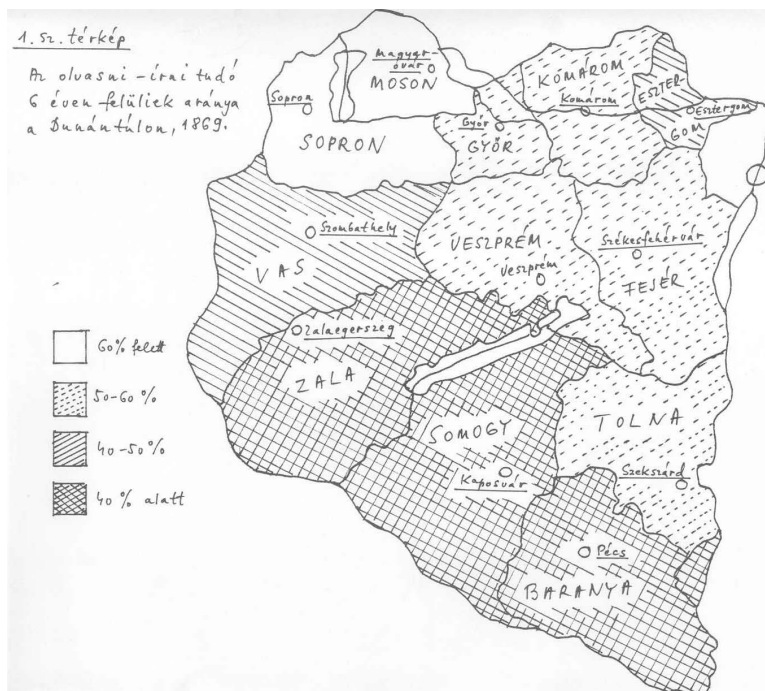 1. sz. térkép
Az olvasni-írni tudó
6 éven felüliek aránya
a Dunántúlon, 1869.
Magyar-
óvár
MOSON
Sopron
SOPRON
Győr
GYŐR
KOMÁROM
Komárom
ESZTER-
GOM
Esztergom
Szombathely
VAS
VESZPRÉM
Veszprém
Székesfehérvár
FEJÉR
Zalaegerszeg
ZALA
SOMOGY
Kaposvár
TOLNA
Szekszárd
Pécs
BARANYA
60% felett
50-60%
40-50%
40% alatt